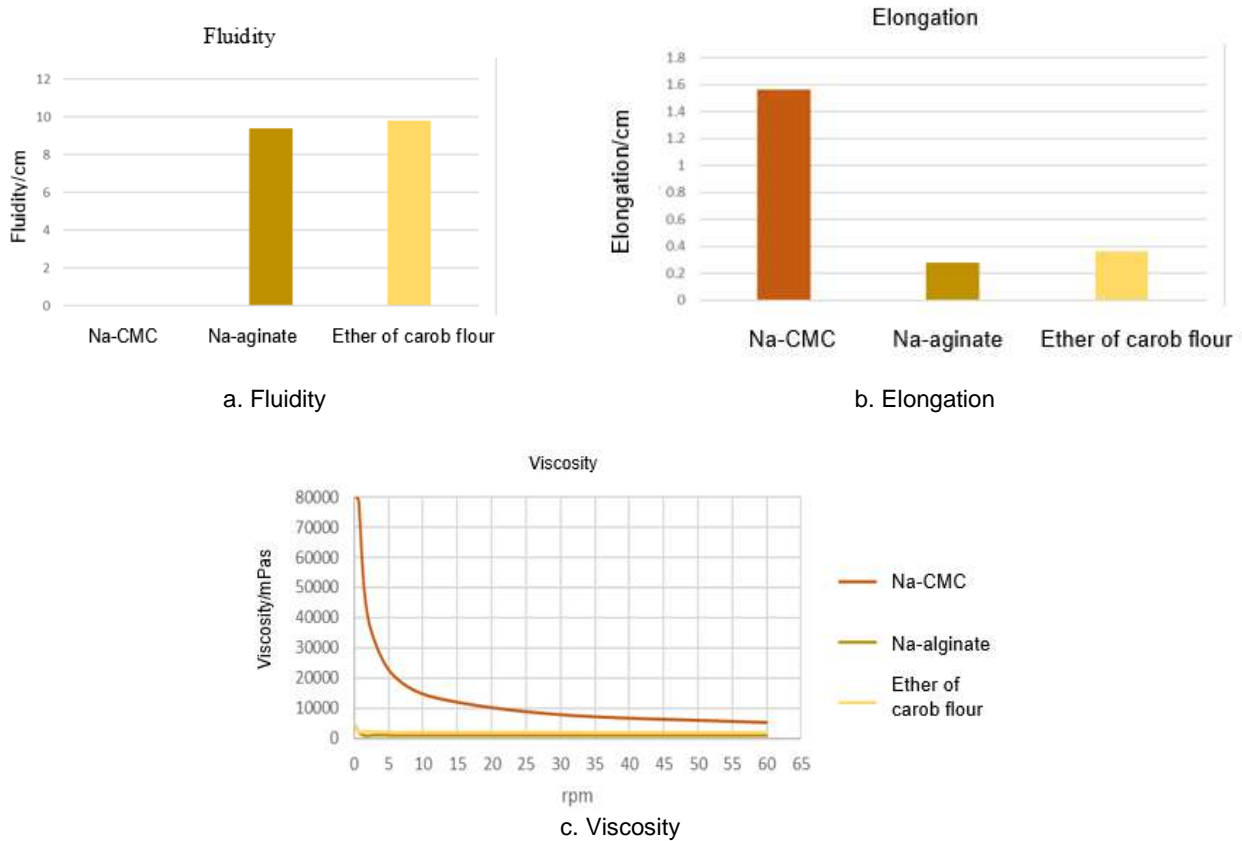 Fluidity
12
10
8
6
4
2
0
Fluidity/cm
Na-CMC Na-aginate Ether of carob flour
a. Fluidity
Elongation
1.8
1.6
1.4
1.2
1
0.8
0.6
0.4
0.2
0
Elongation/cm
Na-CMC Na-aginate Ether of carob flour
b. Elongation
Viscosity
80000
70000
60000
50000
40000
30000
20000
10000
0
Viscosity/mPas
0 5 10 15 20 25 30 35 40 45 50 55 60 65
rpm
Na-CMC
Na-alginate
Ether of
carob flour
c. Viscosity